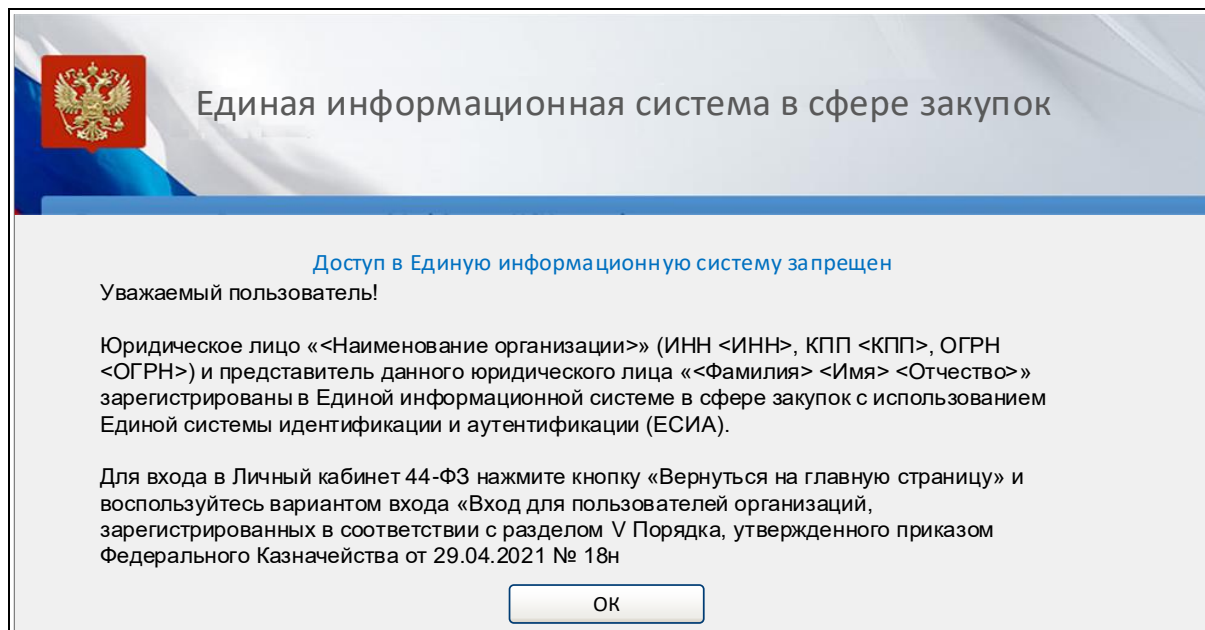 Единая информационная система в сфере закупок
Доступ в Единую информационную систему запрещен
Уважаемый пользователь!
Юридическое лицо «<Наименование организации>» (ИНН <ИНН>, КПП <КПП>, ОГРН
<ОГРН>) и представитель данного юридического лица «<Фамилия> <Имя> <Отчество>»
зарегистрированы в Единой информационной системе в сфере закупок с использованием
Единой системы идентификации и аутентификации (ЕСИА).
Для входа в Личный кабинет 44-ФЗ нажмите кнопку «Вернуться на главную страницу» и
воспользуйтесь вариантом входа «Вход для пользователей организаций,
зарегистрированных в соответствии с разделом V Порядка, утвержденного приказом
Федерального Казначейства от 29.04.2021 № 18н
ОК